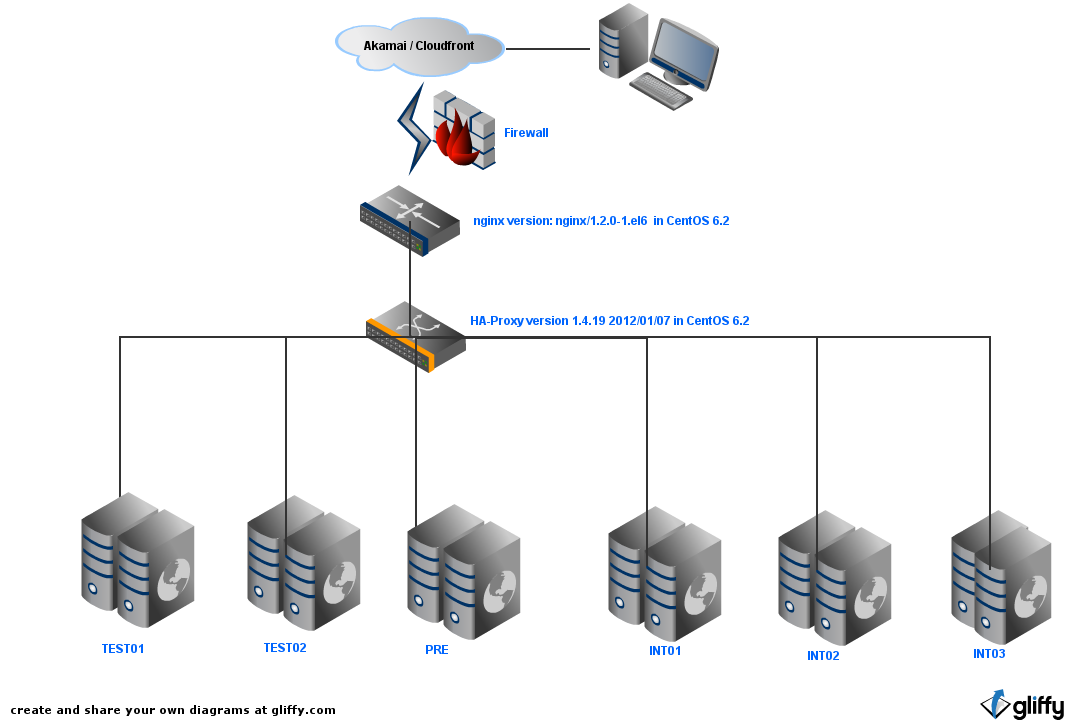 Akamai / Cloudfront
Firewall
nginx version: nginx/1.2.0-1.el6 in CentOS 6.2
HA-Proxy version 1.4.19 2012/01/07 in CentOS 6.2
TEST01
TEST02
PRE
INT01
INT02
INT03
create and share your own diagrams at gliffy.com
gliffy